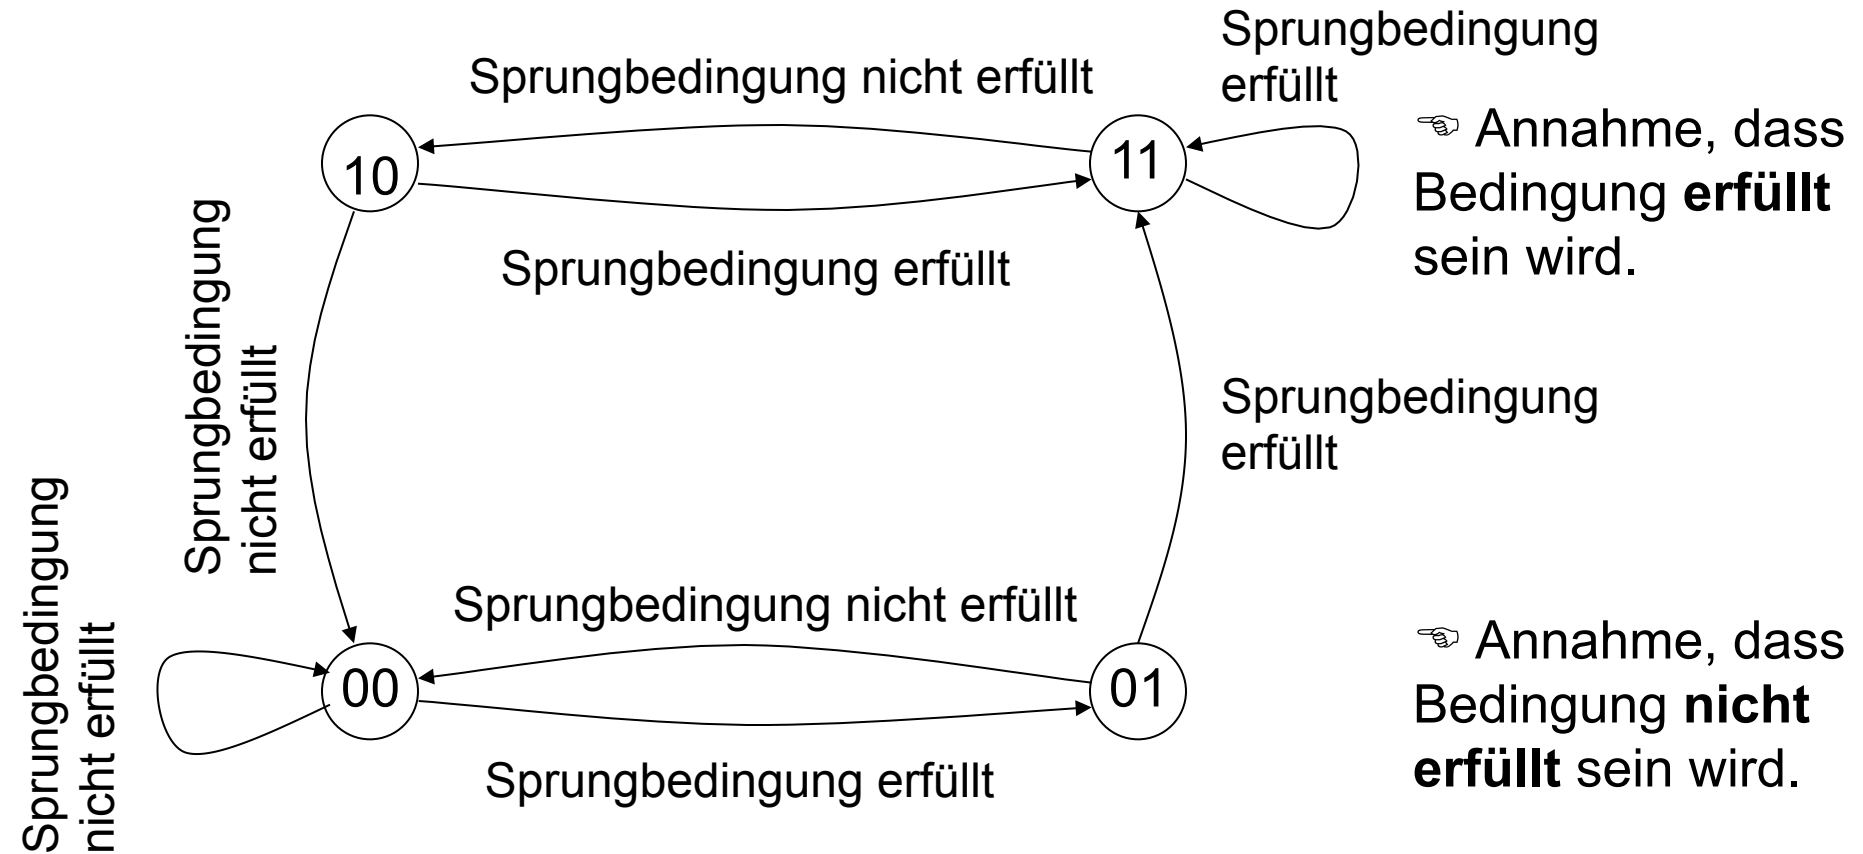 Sprungbedingung
erfüllt
Sprungbedingung nicht erfüllt
10
11
☜ Annahme, dass
Bedingung erfüllt
sein wird.
Sprungbedingung erfüllt
Sprungbedingung
nicht erfüllt
Sprungbedingung
erfüllt
Sprungbedingung
nicht erfüllt
Sprungbedingung nicht erfüllt
00
01
☜ Annahme, dass
Bedingung nicht
erfüllt sein wird.
Sprungbedingung erfüllt